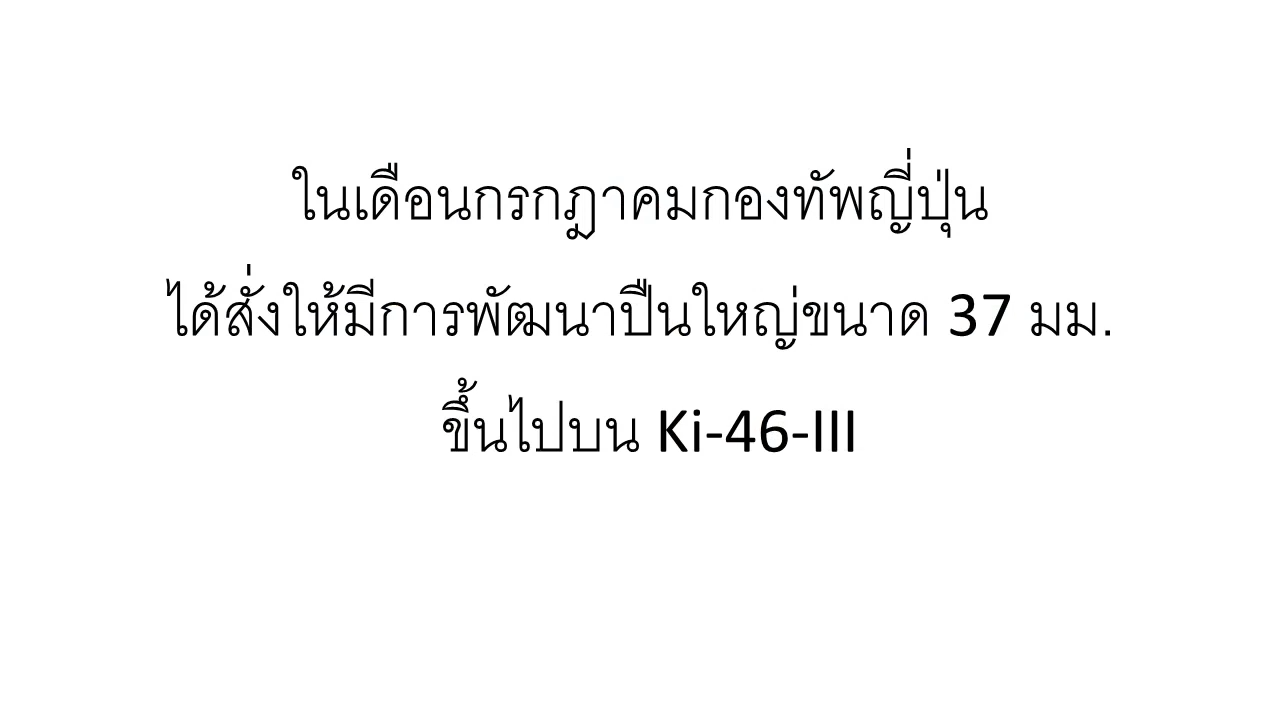 ในเดือนกรกฎาคมกองทัพญี่ปุ่น
ได้สั่งให้มีการพัฒนาปืนใหญ่ขนาด 37 มม.
ขึ้นไปบน Ki-46-III